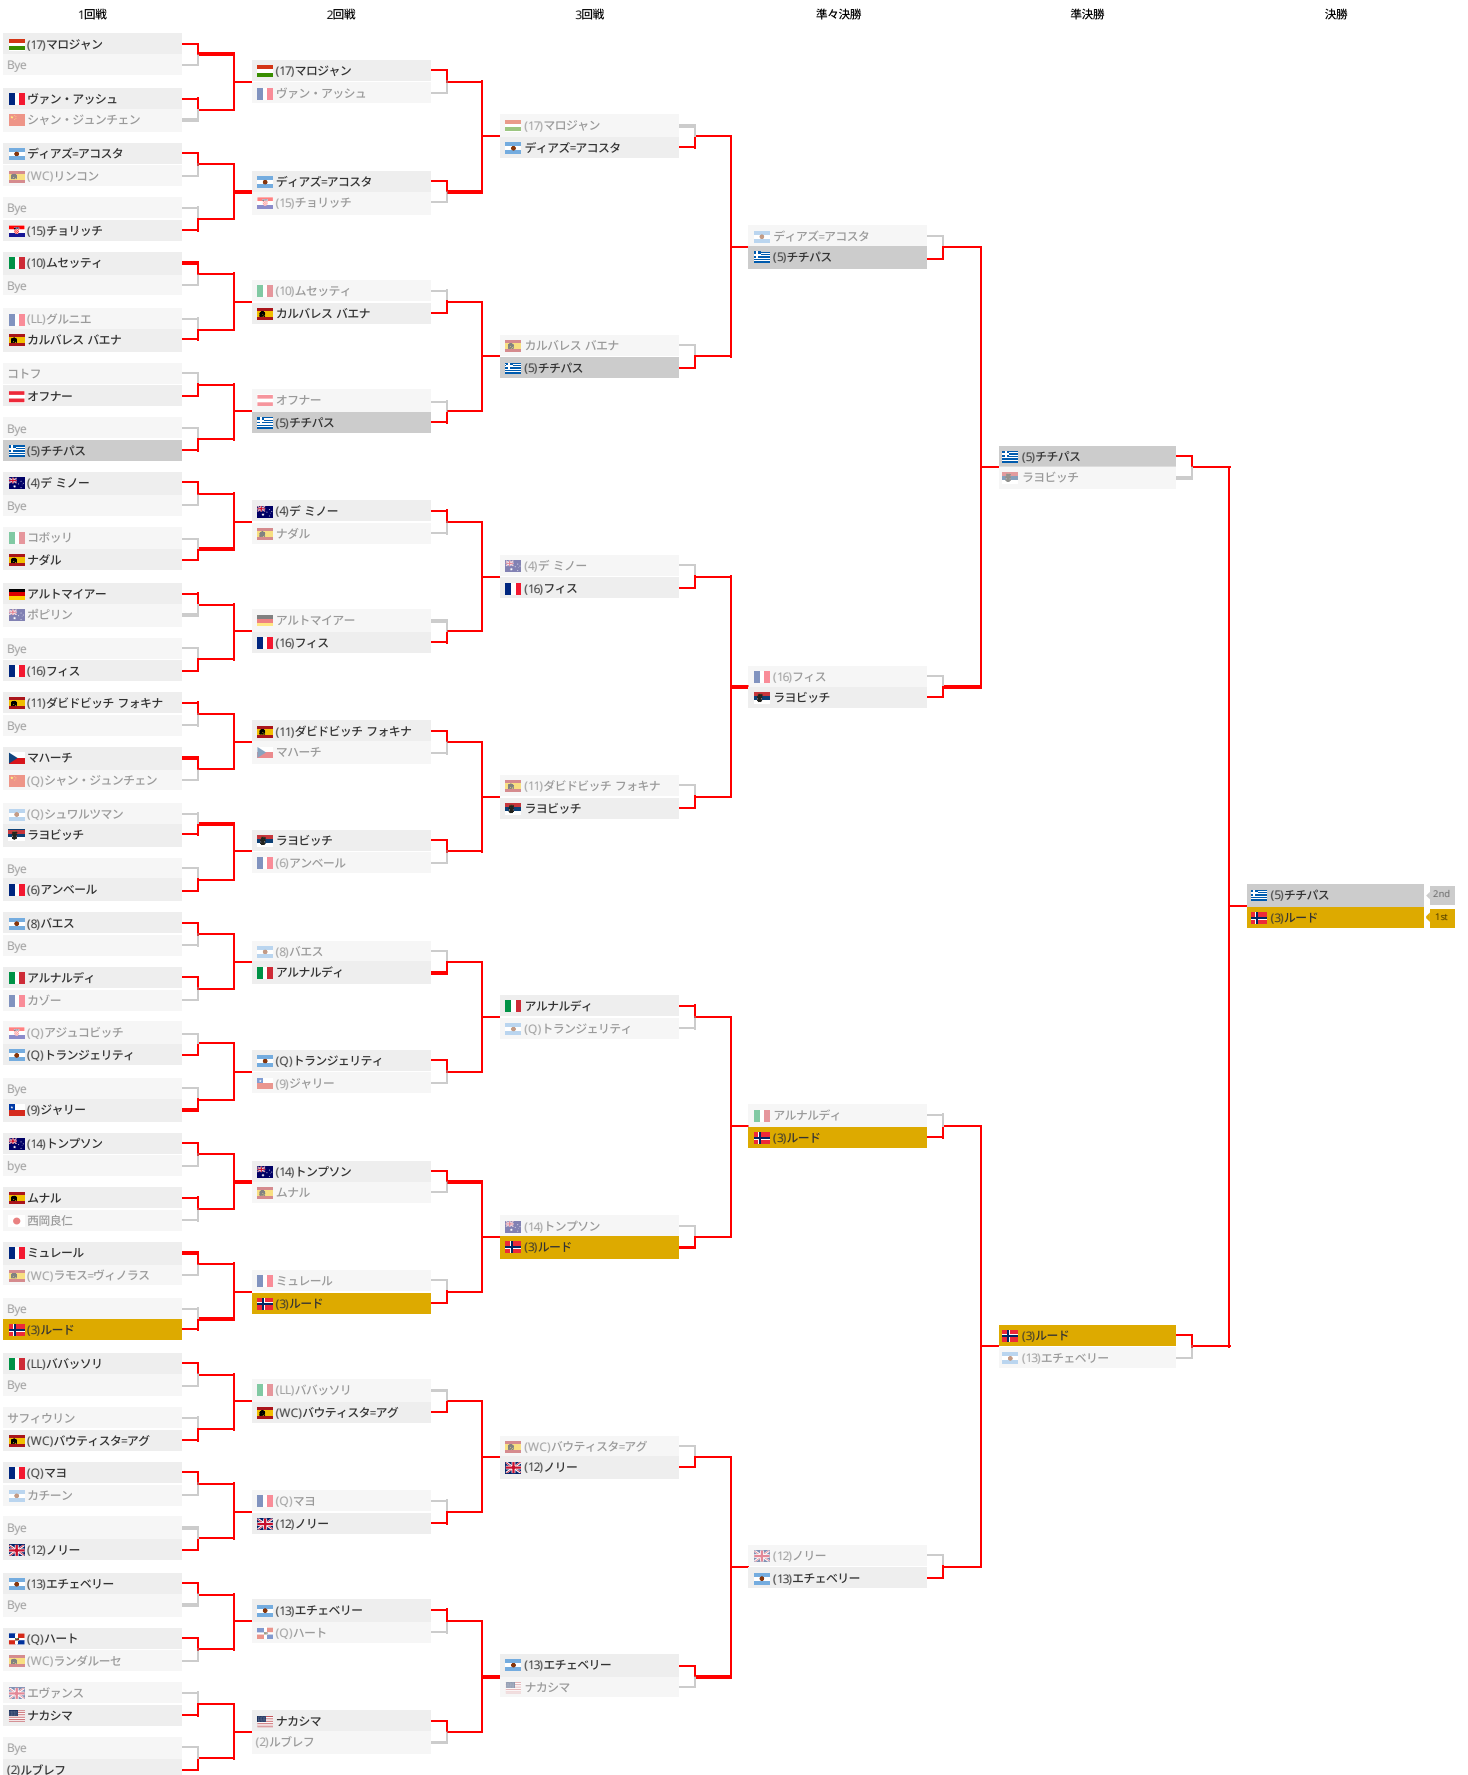 1回戦
2回戦
3回戦
準々決勝
準決勝
決勝
(17)マロジャン
Bye
ヴァン・アッシュ
シャン・ジュンチェン
ディアズ=アコスタ
(WC)リンコン
Bye
(15)チョリッチ
(10)ムセッティ
Bye
(LL)グルニエ
カルバレス バエナ
コトフ
オフナー
Bye
(5)チチパス
(4)デ ミノー
Bye
コボッリ
ナダル
アルトマイアー
ポピリン
Bye
(16)フィス
(11)ダビドビッチ フォキナ
Bye
マハーチ
(Q)シャン・ジュンチェン
(Q)シュワルツマン
ラヨビッチ
Bye
(6)アンベール
(8)バエス
Bye
アルナルディ
カゾー
(Q)アジュコビッチ
(Q)トランジェリティ
Bye
(9)ジャリー
(14)トンプソン
bye
ムナル
西岡良仁
ミュレール
(WC)ラモス=ヴィノラス
Bye
(3)ルード
(LL)ババッソリ
Bye
サフィウリン
(WC)バウティスタ=アグ
(Q)マヨ
カチーン
Bye
(12)ノリー
(13)エチェベリー
Bye
(Q)ハート
(WC)ランダルーセ
エヴァンス
ナカシマ
Bye
(2)ルブレフ
(17)マロジャン
ヴァン・アッシュ
ディアズ=アコスタ
(15)チョリッチ
(10)ムセッティ
カルバレス バエナ
オフナー
(5)チチパス
(4)デ ミノー
ナダル
アルトマイアー
(16)フィス
(11)ダビドビッチ フォキナ
マハーチ
ラヨビッチ
(6)アンベール
(8)バエス
アルナルディ
(Q)トランジェリティ
(9)ジャリー
(14)トンプソン
ムナル
ミュレール
(3)ルード
(LL)ババッソリ
(WC)バウティスタ=アグ
(Q)マヨ
(12)ノリー
(13)エチェベリー
(Q)ハート
ナカシマ
(2)ルブレフ
(17)マロジャン
ディアズ=アコスタ
カルバレス バエナ
(5)チチパス
(4)デ ミノー
(16)フィス
(11)ダビドビッチ フォキナ
ラヨビッチ
アルナルディ
(Q)トランジェリティ
(14)トンプソン
(3)ルード
(WC)バウティスタ=アグ
(12)ノリー
(13)エチェベリー
ナカシマ
ディアズ=アコスタ
(5)チチパス
(16)フィス
ラヨビッチ
アルナルディ
(3)ルード
(12)ノリー
(13)エチェベリー
(5)チチパス
ラヨビッチ
(3)ルード
(13)エチェベリー
(5)チチパス
2nd
(3)ルード
1st